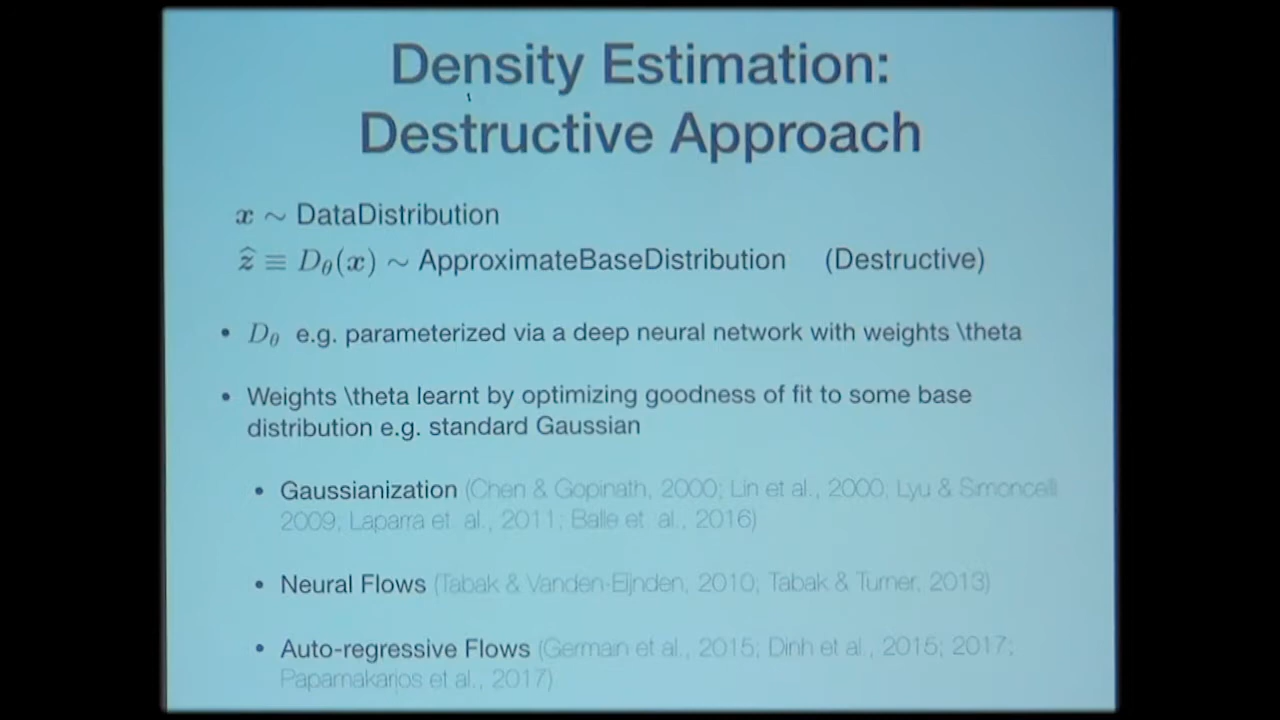 Density Estimation:
Destructive Approach
x ~ DataDistribution
ẑ ≡ D_θ(x) ~ ApproximateBaseDistribution (Destructive)
• D_θ e.g. parameterized via a deep neural network with weights \theta
• Weights \theta learnt by optimizing goodness of fit to some base
distribution e.g. standard Gaussian
• Gaussianization (Chen & Gopinath, 2000; Lin et al., 2000; Lyu & Simoncelli
2009; Laparra et. al., 2011; Balle et. al., 2016)
• Neural Flows (Tabak & Vanden-Eijnden, 2010; Tabak & Turner, 2013)
• Auto-regressive Flows (Germain et al., 2015; Dinh et al., 2015; 2017;
Papamakarios et al., 2017)